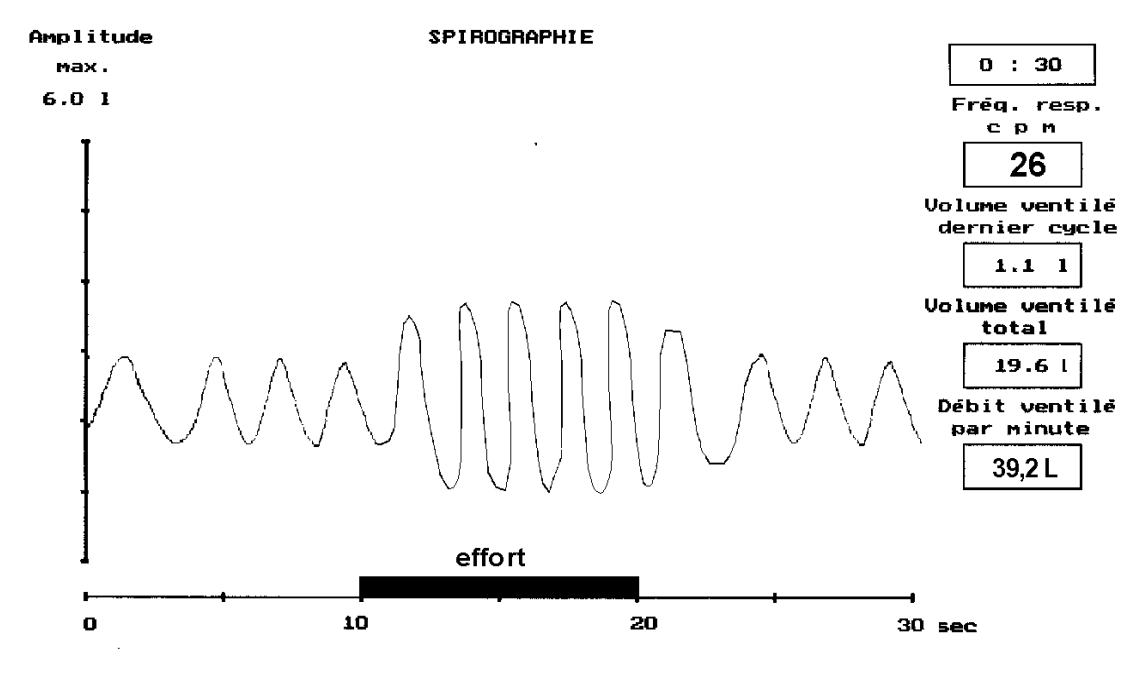 Amplitude
max.
6.0 l
SPIROGRAPHIE
0 : 30
Fréq. resp.
c p m
26
Volume ventilé
dernier cycle
1.1 l
Volume ventilé
total
19.6 l
Débit ventilé
par minute
39,2 L
effort
0 10 20 30 sec